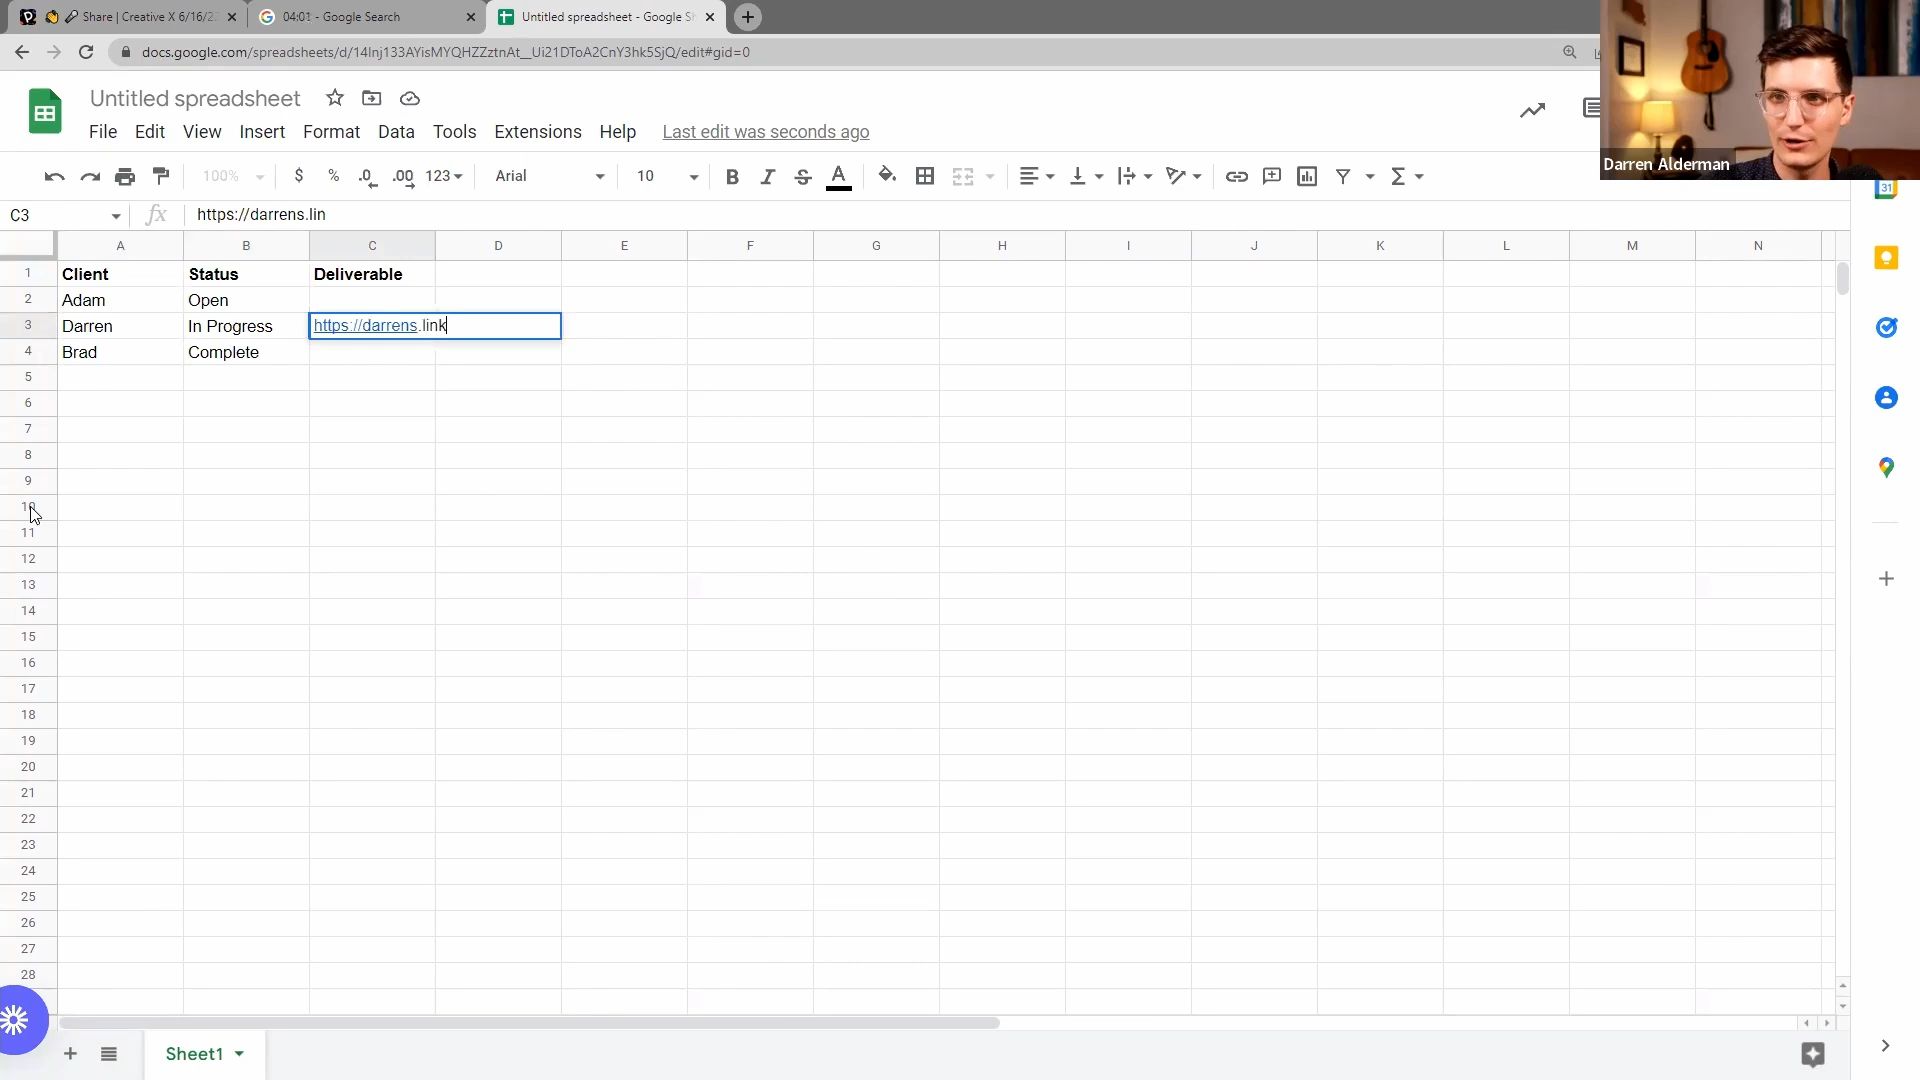 Share | Creative X 6/16/2
04:01 - Google Search
Untitled spreadsheet - Google S
docs.google.com/spreadsheets/d/14Inj133AYisMYQHZZztnAt__Ui21DToA2CnY3hk5SjQ/edit#gid=0
Untitled spreadsheet
File Edit View Insert Format Data Tools Extensions Help Last edit was seconds ago
Darren Alderman
100% $ % .0 .00 123 Arial 10 B I S A
31
C3 fx https://darrens.lin
A B C D E F G H I J K L M N
1 Client Status Deliverable
2 Adam Open
3 Darren In Progress https://darrens.link
4 Brad Complete
5
6
7
8
9
10
11
12
13
14
15
16
17
18
19
20
21
22
23
24
25
26
27
28
Sheet1